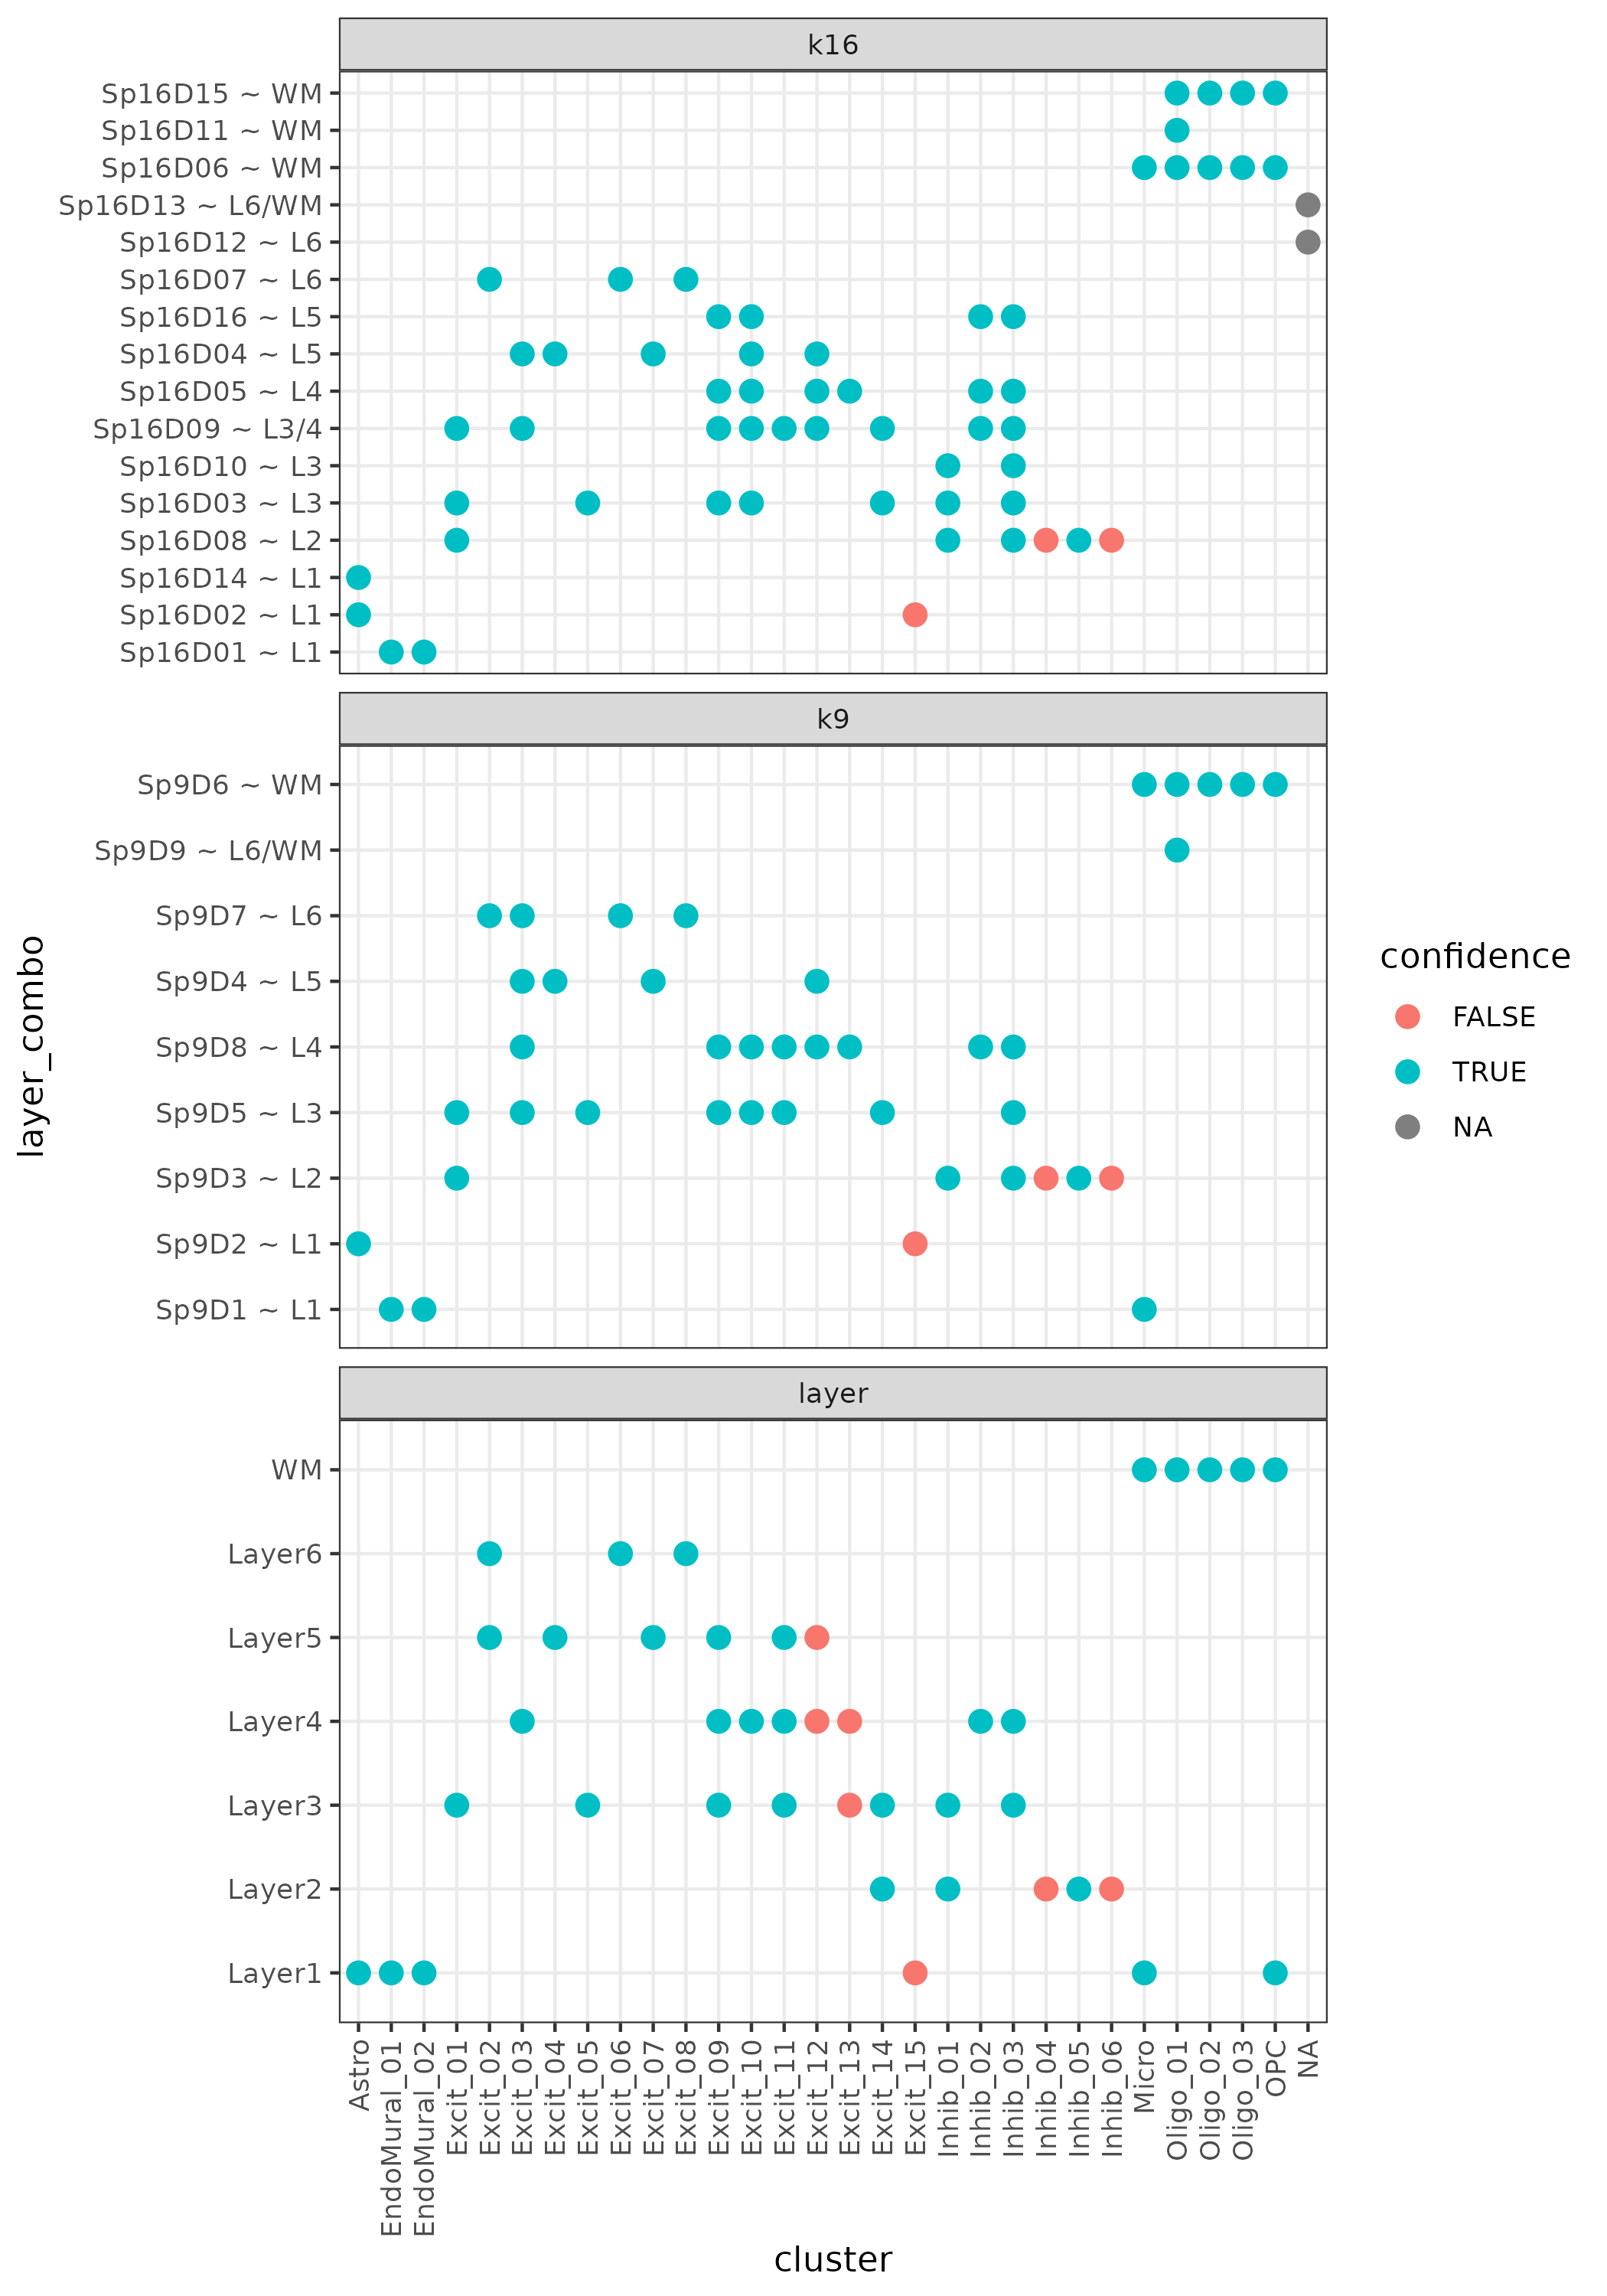 k16
Sp16D15 ~ WM
Sp16D11 ~ WM
Sp16D06 ~ WM
Sp16D13 ~ L6/WM
Sp16D12 ~ L6
Sp16D07 ~ L6
Sp16D16 ~ L5
Sp16D04 ~ L5
Sp16D05 ~ L4
Sp16D09 ~ L3/4
Sp16D10 ~ L3
Sp16D03 ~ L3
Sp16D08 ~ L2
Sp16D14 ~ L1
Sp16D02 ~ L1
Sp16D01 ~ L1
k9
Sp9D6 ~ WM
Sp9D9 ~ L6/WM
Sp9D7 ~ L6
Sp9D4 ~ L5
Sp9D8 ~ L4
Sp9D5 ~ L3
Sp9D3 ~ L2
Sp9D2 ~ L1
Sp9D1 ~ L1
layer
WM
Layer6
Layer5
Layer4
Layer3
Layer2
Layer1
layer_combo
Astro
EndoMural_01
EndoMural_02
Excit_01
Excit_02
Excit_03
Excit_04
Excit_05
Excit_06
Excit_07
Excit_08
Excit_09
Excit_10
Excit_11
Excit_12
Excit_13
Excit_14
Excit_15
Inhib_01
Inhib_02
Inhib_03
Inhib_04
Inhib_05
Inhib_06
Micro
Oligo_01
Oligo_02
Oligo_03
OPC
NA
cluster
confidence
FALSE
TRUE
NA